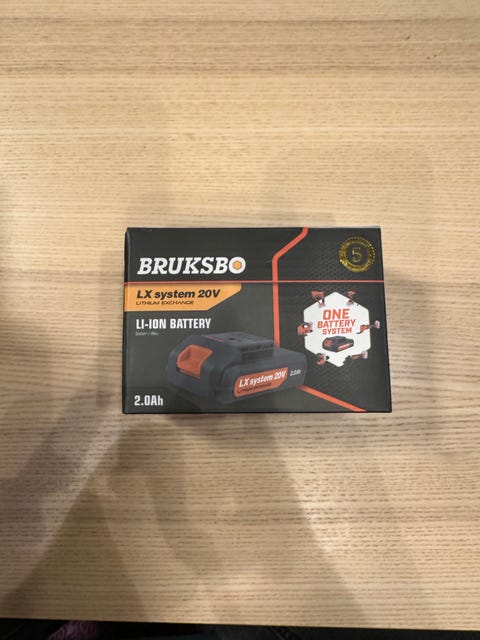 BRUKSBO
5
LX system 20V
LITHIUM EXCHANGE
LI-ION BATTERY
ONE
BATTERY
SYSTEM
LX system 20V
2.0Ah